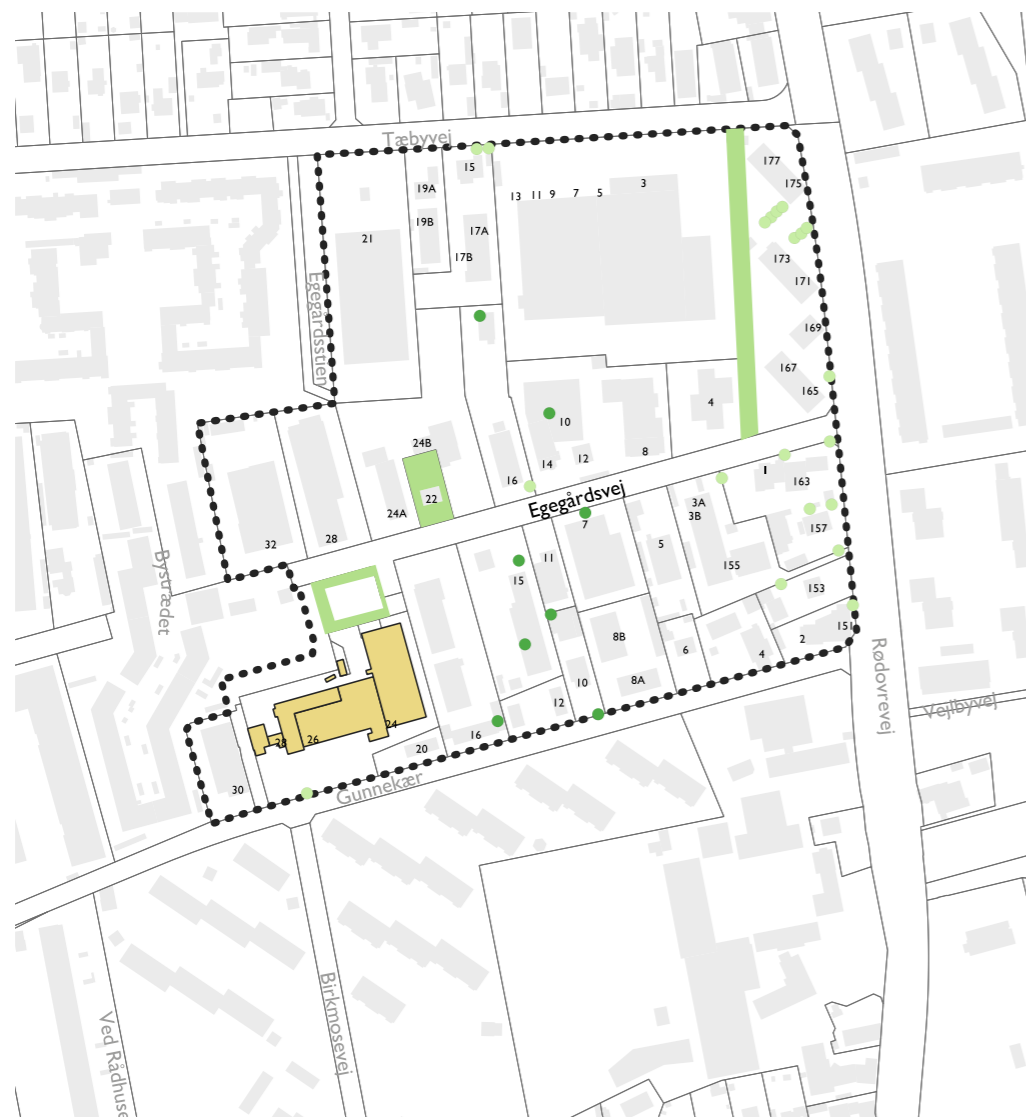 Tæbyvej
177
15
175
3
19A
13
11
9
7
5
19B
17A
21
17B
173
171
Egegårdsstien
169
167
165
4
10
24B
8
14
12
1
16
163
22
3A
Egegårdsvej
24A
3B
7
157
28
5
32
11
155
15
Bystrædet
153
151
8B
2
6
4
8A
10
12
Rødovrevej
Vejlbyvej
24
16
28
26
20
30
Gunnekær
Birkmosevej
Ved Rådhuse